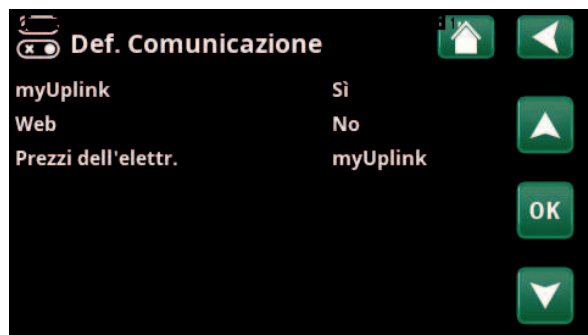 Def. Comunicazione
myUplink Sì
Web No
Prezzi dell'elettr. myUplink
OK